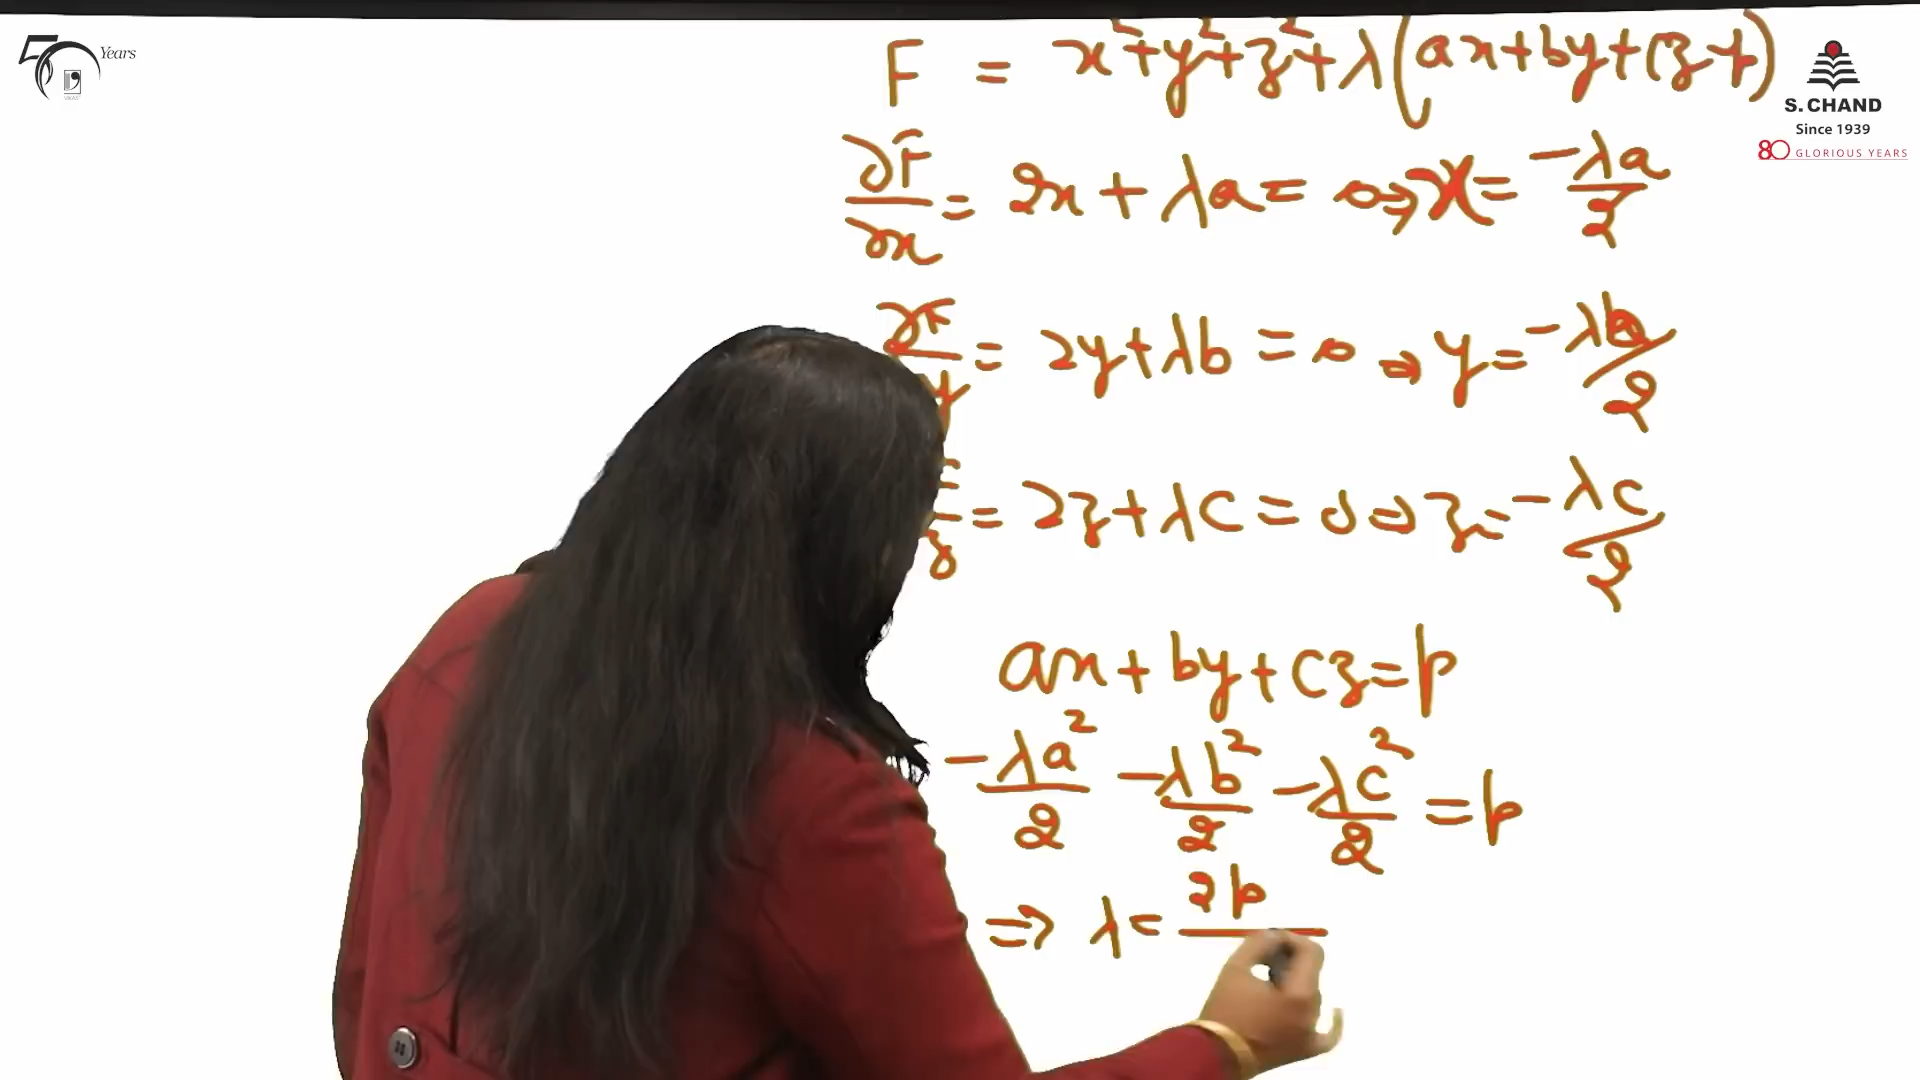 50 Years
F = x²+y²+z²+λ(ax+by+cz-p)
S. CHAND
Since 1939
80 GLORIOUS YEARS
∂F/∂x = 2x + λa = 0 ⇒ x = -λa/2
∂F/∂y = 2y+λb = 0 ⇒ y = -λb/2
= 2z+λc = 0 ⇒ z = -λc/2
ax+by+cz=p
-λa²/2 -λb²/2 -λc²/2 = p
⇒ λ = 2p